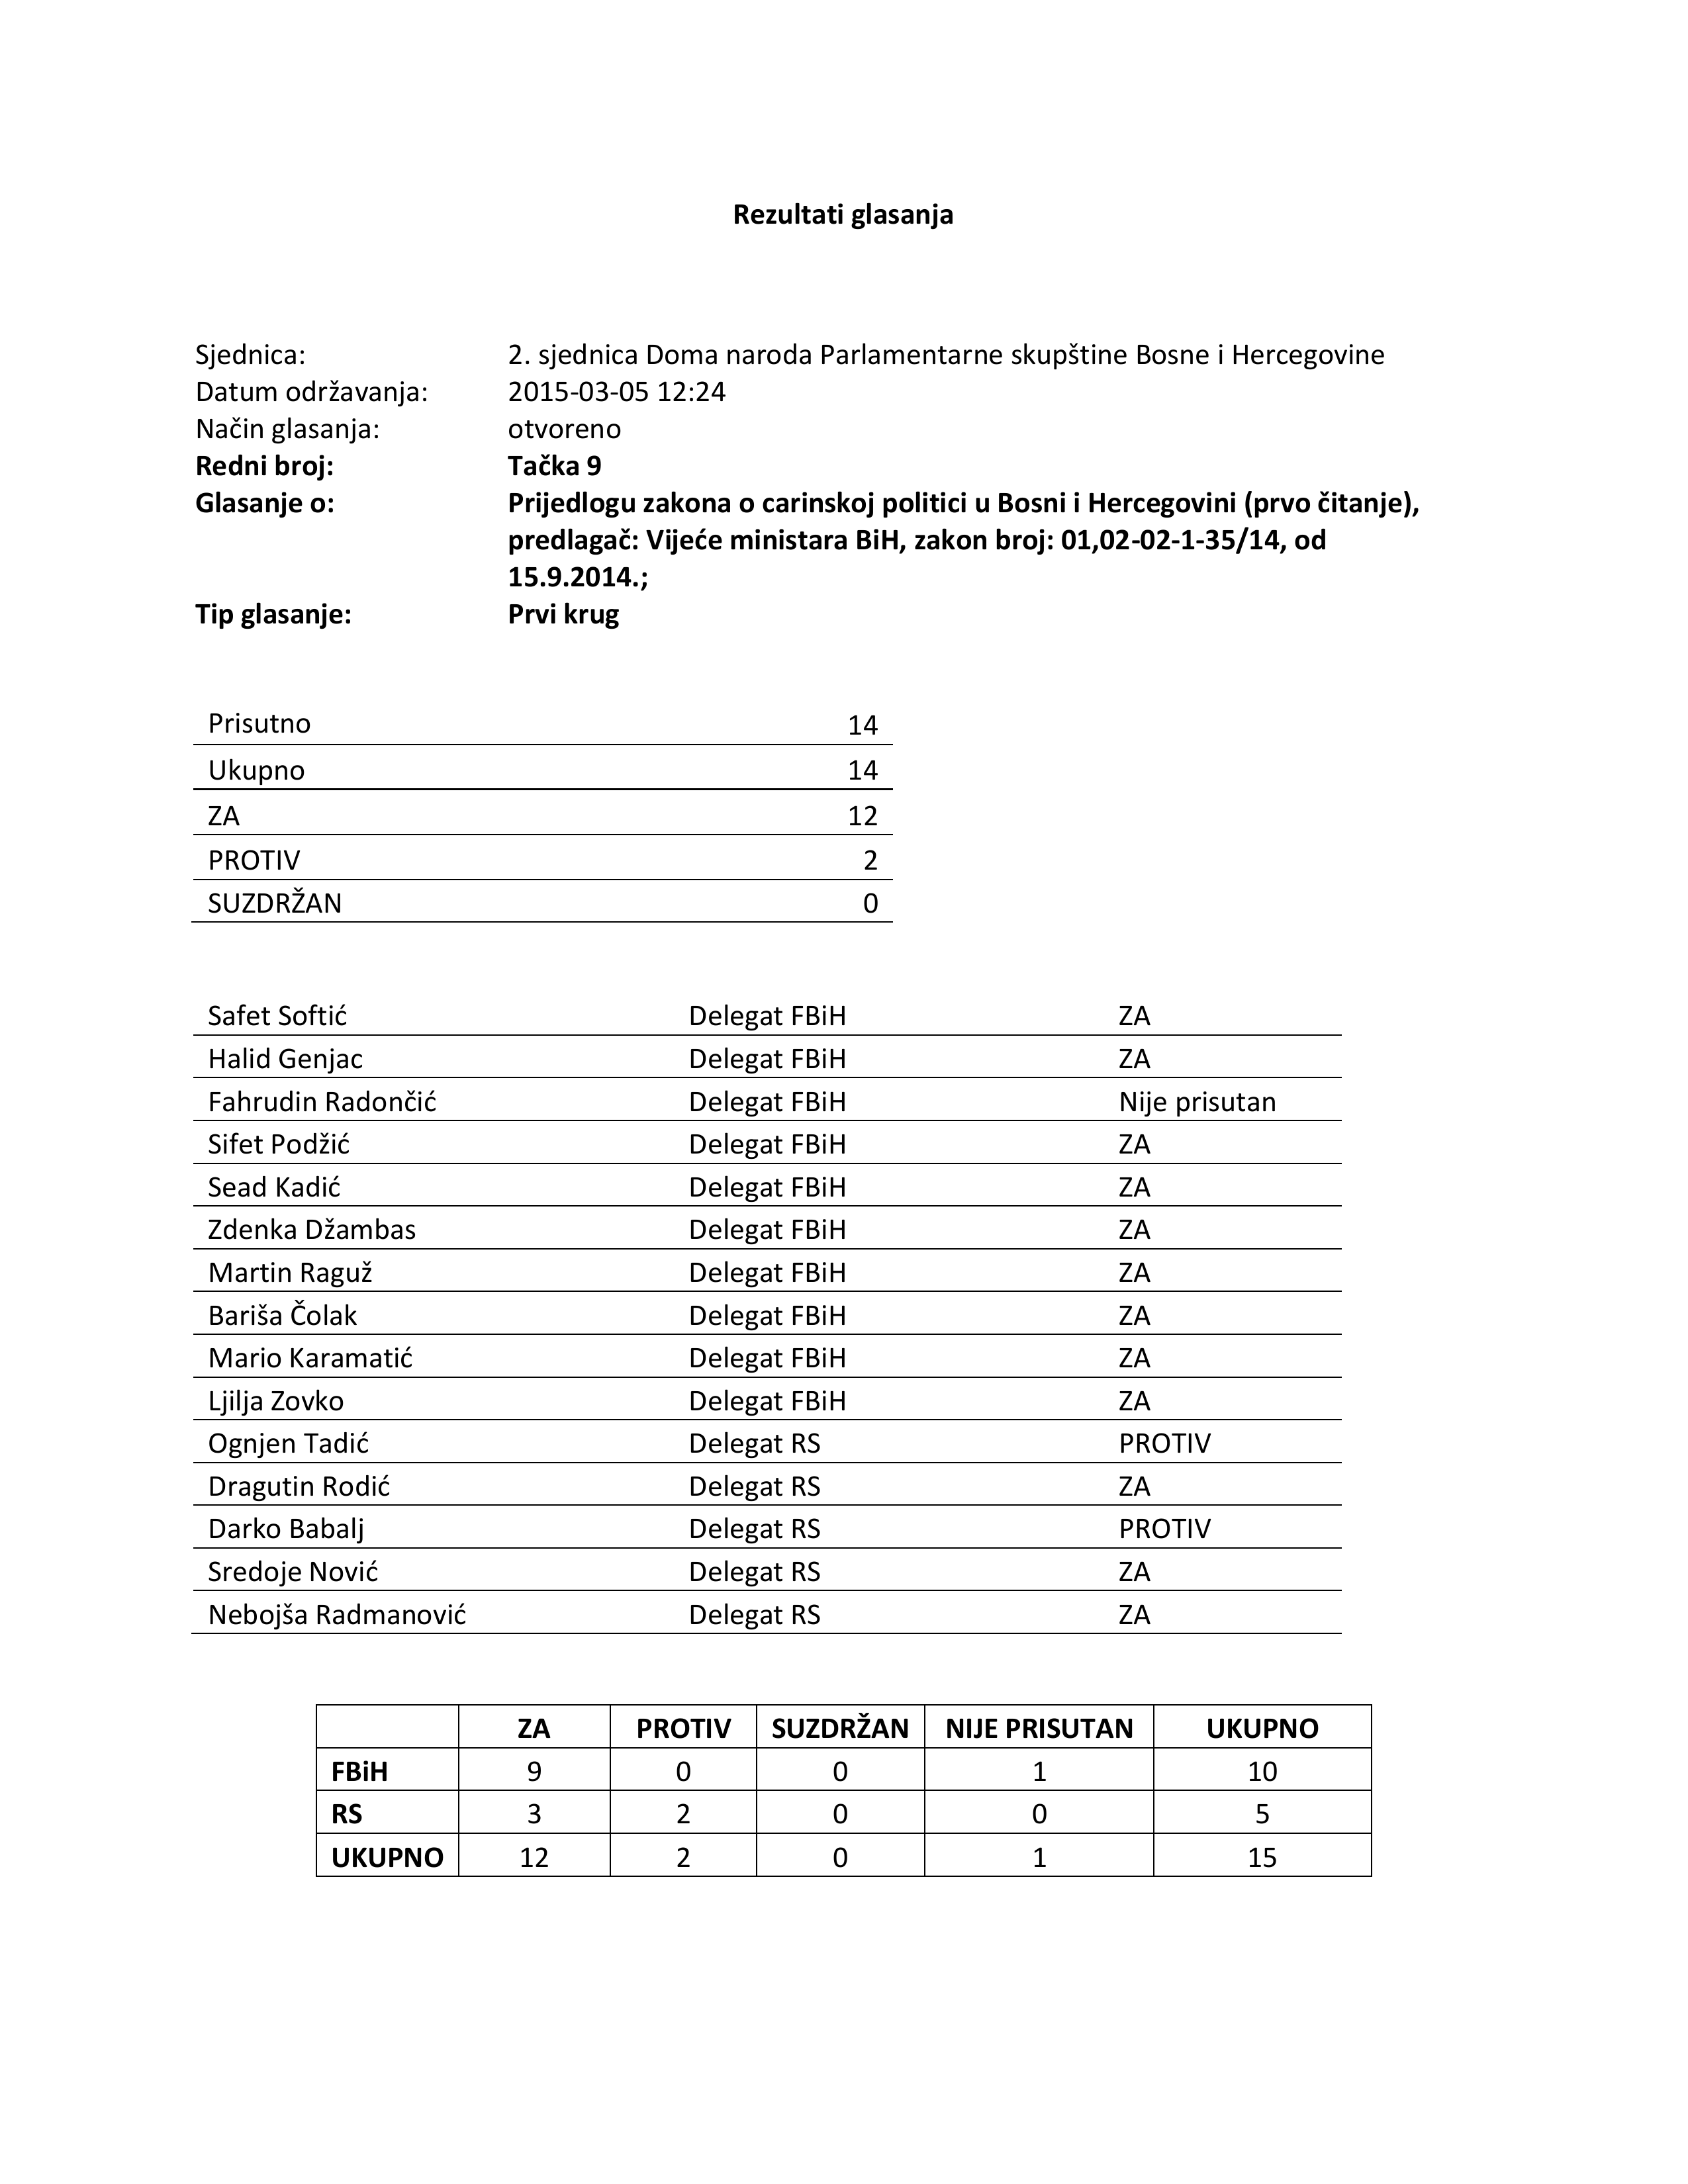 Rezultati glasanja
Sjednica: 2. sjednica Doma naroda Parlamentarne skupštine Bosne i Hercegovine
Datum održavanja: 2015-03-05 12:24
Način glasanja: otvoreno
Redni broj: Tačka 9
Glasanje o: Prijedlogu zakona o carinskoj politici u Bosni i Hercegovini (prvo čitanje),
predlagač: Vijeće ministara BiH, zakon broj: 01,02-02-1-35/14, od
15.9.2014.;
Tip glasanje: Prvi krug
Prisutno 14
Ukupno 14
ZA 12
PROTIV 2
SUZDRŽAN 0
Safet Softić Delegat FBiH ZA
Halid Genjac Delegat FBiH ZA
Fahrudin Radončić Delegat FBiH Nije prisutan
Sifet Podžić Delegat FBiH ZA
Sead Kadić Delegat FBiH ZA
Zdenka Džambas Delegat FBiH ZA
Martin Raguž Delegat FBiH ZA
Bariša Čolak Delegat FBiH ZA
Mario Karamatić Delegat FBiH ZA
Ljilja Zovko Delegat FBiH ZA
Ognjen Tadić Delegat RS PROTIV
Dragutin Rodić Delegat RS ZA
Darko Babalj Delegat RS PROTIV
Sredoje Nović Delegat RS ZA
Nebojša Radmanović Delegat RS ZA
ZA PROTIV SUZDRŽAN NIJE PRISUTAN UKUPNO
FBiH 9 0 0 1 10
RS 3 2 0 0 5
UKUPNO 12 2 0 1 15